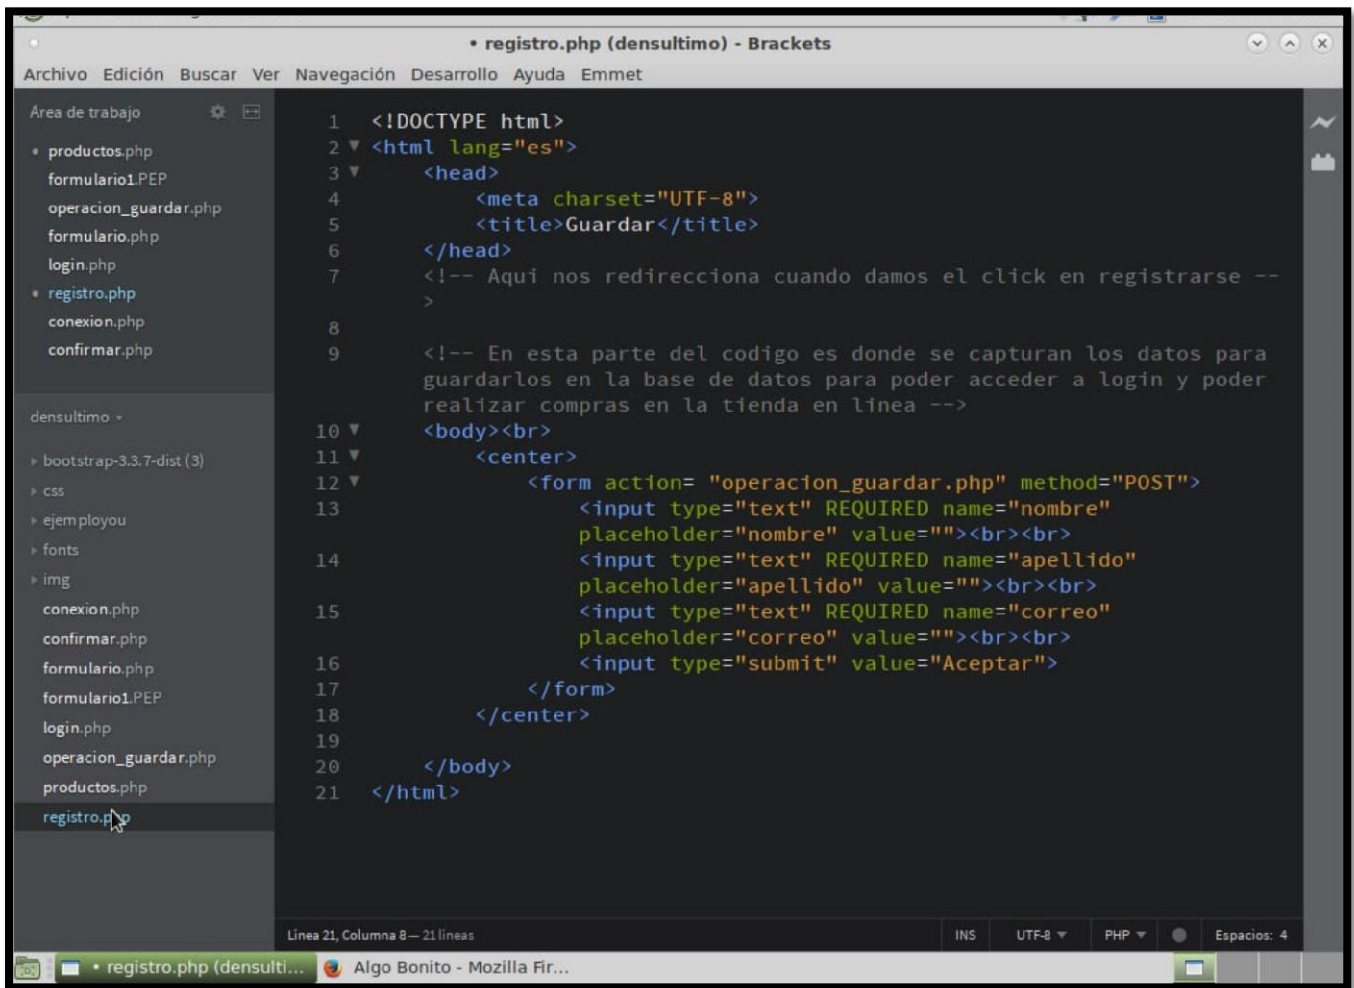 • registro.php (densultimo) - Brackets
Archivo Edición Buscar Ver Navegación Desarrollo Ayuda Emmet
Área de trabajo
• productos.php
formulario1.PEP
operacion_guardar.php
formulario.php
login.php
• registro.php
conexion.php
confirmar.php
densultimo
bootstrap-3.3.7-dist (3)
css
ejemployou
fonts
img
conexion.php
confirmar.php
formulario.php
formulario1.PEP
login.php
operacion_guardar.php
productos.php
registro.php
1 <!DOCTYPE html>
2 <html lang="es">
3 <head>
4 <meta charset="UTF-8">
5 <title>Guardar</title>
6 </head>
7 <!-- Aqui nos redirecciona cuando damos el click en registrarse --
>
8
9 <!-- En esta parte del codigo es donde se capturan los datos para
guardarlos en la base de datos para poder acceder a login y poder
realizar compras en la tienda en linea -->
10 <body><br>
11 <center>
12 <form action= "operacion_guardar.php" method="POST">
13 <input type="text" REQUIRED name="nombre"
placeholder="nombre" value=""><br><br>
14 <input type="text" REQUIRED name="apellido"
placeholder="apellido" value=""><br><br>
15 <input type="text" REQUIRED name="correo"
placeholder="correo" value=""><br><br>
16 <input type="submit" value="Aceptar">
17 </form>
18 </center>
19
20 </body>
21 </html>
Línea 21, Columna 8 — 21 líneas
INS UTF-8 PHP Espacios: 4
• registro.php (densulti... Algo Bonito - Mozilla Fir...